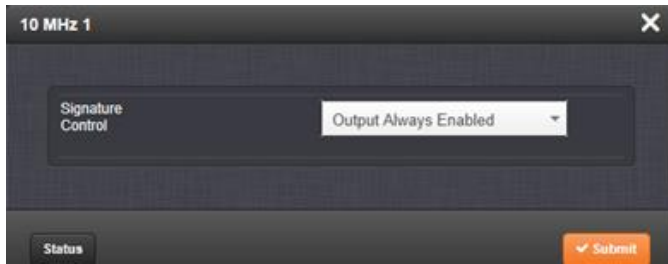 10 MHz 1
Signature
Control
Output Always Enabled
Status
Submit